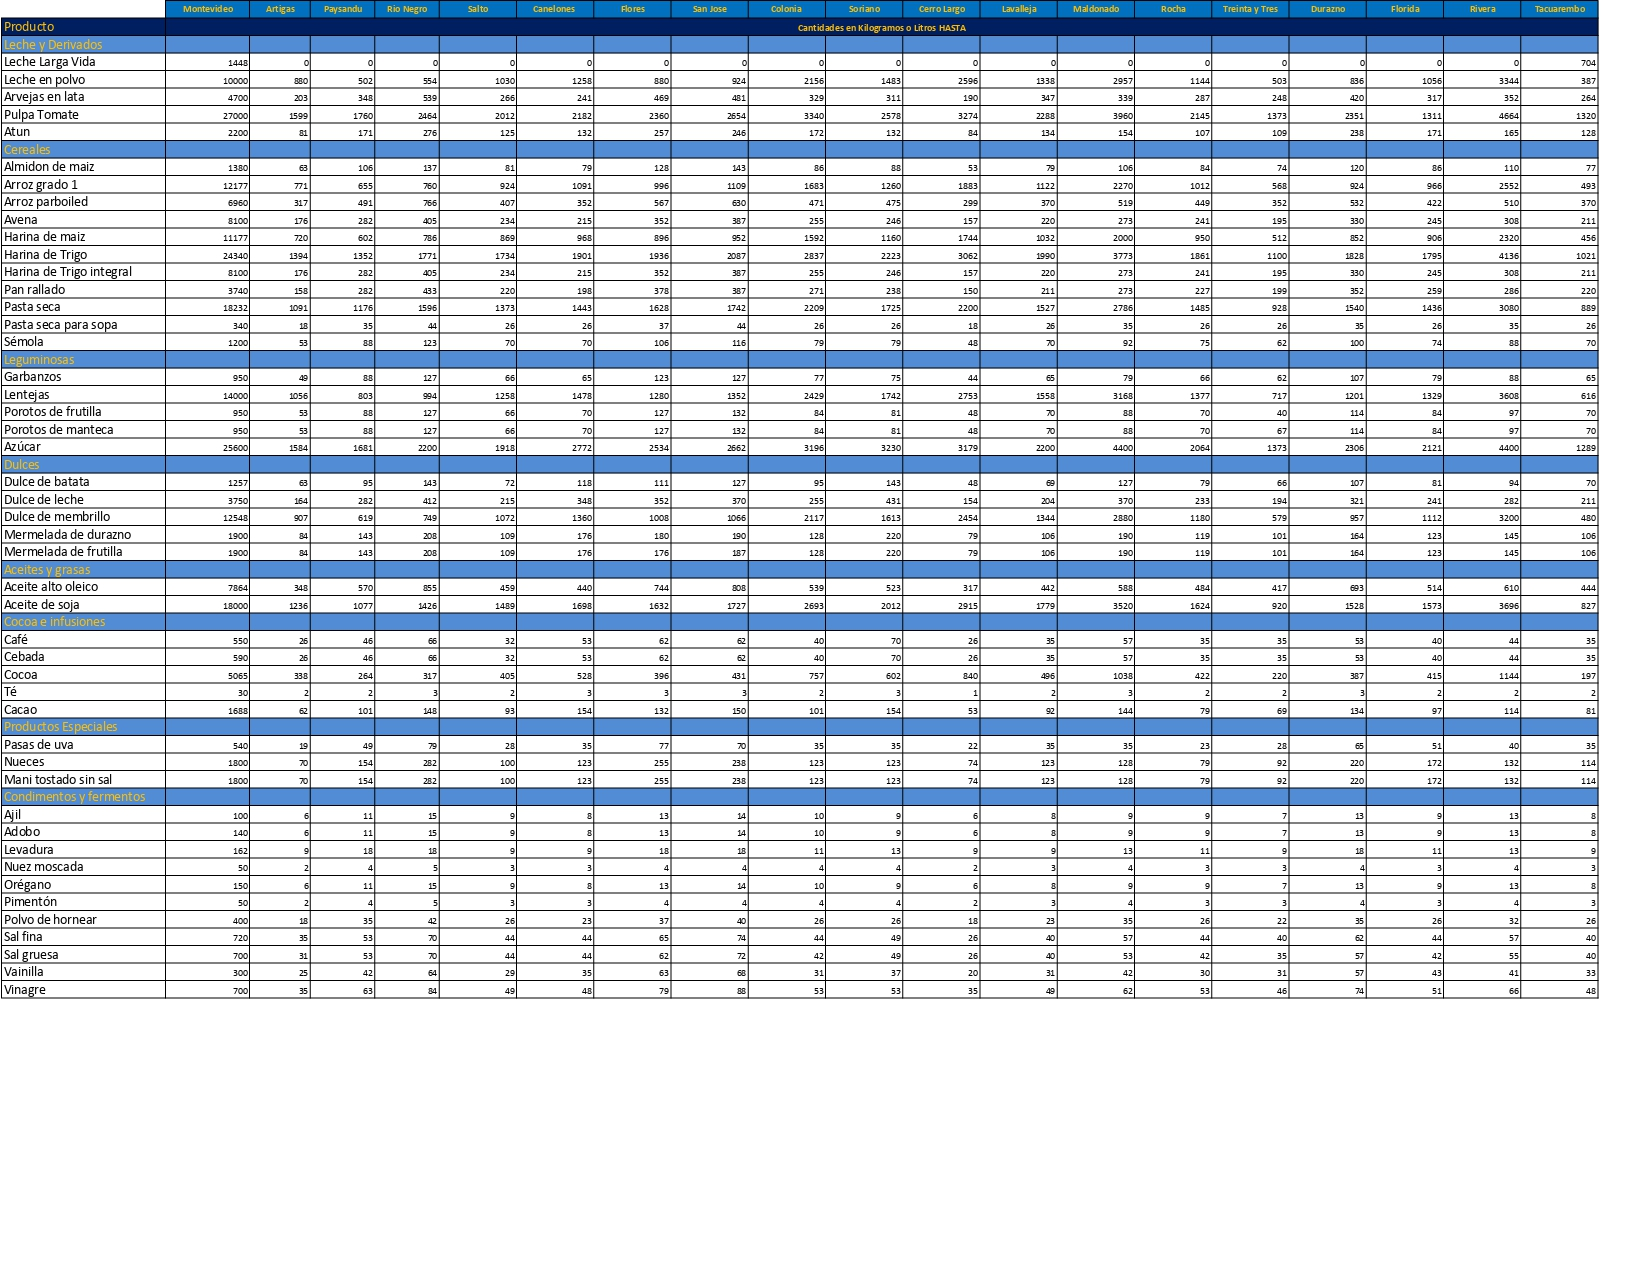 Montevideo Artigas Paysandu Rio Negro Salto Canelones Flores San Jose Colonia Soriano Cerro Largo Lavalleja Maldonado Rocha Treinta y Tres Durazno Florida Rivera Tacuarembo
Producto Cantidades en Kilogramos o Litros HASTA
Leche y Derivados
Leche Larga Vida 1448 0 0 0 0 0 0 0 0 0 0 0 0 0 0 0 0 0 704
Leche en polvo 10000 880 502 554 1030 1258 880 924 2156 1483 2596 1338 2957 1144 503 836 1056 3344 387
Arvejas en lata 4700 203 348 539 266 241 469 481 329 311 190 347 339 287 248 420 317 352 264
Pulpa Tomate 27000 1599 1760 2464 2012 2182 2360 2654 3340 2578 3274 2288 3960 2145 1373 2351 1311 4664 1320
Atun 2200 81 171 276 125 132 257 246 172 132 84 134 154 107 109 238 171 165 128
Cereales
Almidon de maiz 1380 63 106 137 81 79 128 143 86 88 53 79 106 84 74 120 86 110 77
Arroz grado 1 12177 771 655 760 924 1091 996 1109 1683 1260 1883 1122 2270 1012 568 924 966 2552 493
Arroz parboiled 6960 317 491 766 407 352 567 630 471 475 299 370 519 449 352 532 422 510 370
Avena 8100 176 282 405 234 215 352 387 255 246 157 220 273 241 195 330 245 308 211
Harina de maiz 11177 720 602 786 869 968 896 952 1592 1160 1744 1032 2000 950 512 852 906 2320 456
Harina de Trigo 24340 1394 1352 1771 1734 1901 1936 2087 2837 2223 3062 1990 3773 1861 1100 1828 1795 4136 1021
Harina de Trigo integral 8100 176 282 405 234 215 352 387 255 246 157 220 273 241 195 330 245 308 211
Pan rallado 3740 158 282 433 220 198 378 387 271 238 150 211 273 227 199 352 259 286 220
Pasta seca 18232 1091 1176 1596 1373 1443 1628 1742 2209 1725 2200 1527 2786 1485 928 1540 1436 3080 889
Pasta seca para sopa 340 18 35 44 26 26 37 44 26 26 18 26 35 26 26 35 26 35 26
Sémola 1200 53 88 123 70 70 106 116 79 79 48 70 92 75 62 100 74 88 70
Leguminosas
Garbanzos 950 49 88 127 66 65 123 127 77 75 44 65 79 66 62 107 79 88 65
Lentejas 14000 1056 803 994 1258 1478 1280 1352 2429 1742 2753 1558 3168 1377 717 1201 1329 3608 616
Porotos de frutilla 950 53 88 127 66 70 127 132 84 81 48 70 88 70 40 114 84 97 70
Porotos de manteca 950 53 88 127 66 70 127 132 84 81 48 70 88 70 67 114 84 97 70
Azúcar 25600 1584 1681 2200 1918 2772 2534 2662 3196 3230 3179 2200 4400 2064 1373 2306 2121 4400 1289
Dulces
Dulce de batata 1257 63 95 143 72 118 111 127 95 143 48 69 127 79 66 107 81 94 70
Dulce de leche 3750 164 282 412 215 348 352 370 255 431 154 204 370 233 194 321 241 282 211
Dulce de membrillo 12548 907 619 749 1072 1360 1008 1066 2117 1613 2454 1344 2880 1180 579 957 1112 3200 480
Mermelada de durazno 1900 84 143 208 109 176 180 190 128 220 79 106 190 119 101 164 123 145 106
Mermelada de frutilla 1900 84 143 208 109 176 176 187 128 220 79 106 190 119 101 164 123 145 106
Aceites y grasas
Aceite alto oleico 7864 348 570 855 459 440 744 808 539 523 317 442 588 484 417 693 514 610 444
Aceite de soja 18000 1236 1077 1426 1489 1698 1632 1727 2693 2012 2915 1779 3520 1624 920 1528 1573 3696 827
Cocoa e infusiones
Café 550 26 46 66 32 53 62 62 40 70 26 35 57 35 35 53 40 44 35
Cebada 590 26 46 66 32 53 62 62 40 70 26 35 57 35 35 53 40 44 35
Cocoa 5065 338 264 317 405 528 396 431 757 602 840 496 1038 422 220 387 415 1144 197
Té 30 2 2 3 2 3 3 3 2 3 1 2 3 2 2 3 2 2 2
Cacao 1688 62 101 148 93 154 132 150 101 154 53 92 144 79 69 134 97 114 81
Productos Especiales
Pasas de uva 540 19 49 79 28 35 77 70 35 35 22 35 35 23 28 65 51 40 35
Nueces 1800 70 154 282 100 123 255 238 123 123 74 123 128 79 92 220 172 132 114
Mani tostado sin sal 1800 70 154 282 100 123 255 238 123 123 74 123 128 79 92 220 172 132 114
Condimentos y fermentos
Ajil 100 6 11 15 9 8 13 14 10 9 6 8 9 9 7 13 9 13 8
Adobo 140 6 11 15 9 8 13 14 10 9 6 8 9 9 7 13 9 13 8
Levadura 162 9 18 18 9 9 18 18 11 13 9 9 13 11 9 18 11 13 9
Nuez moscada 50 2 4 5 3 3 4 4 4 4 2 3 4 3 3 4 3 4 3
Orégano 150 6 11 15 9 8 13 14 10 9 6 8 9 9 7 13 9 13 8
Pimentón 50 2 4 5 3 3 4 4 4 4 2 3 4 3 3 4 3 4 3
Polvo de hornear 400 18 35 42 26 23 37 40 26 26 18 23 35 26 22 35 26 32 26
Sal fina 720 35 53 70 44 44 65 74 44 49 26 40 57 44 40 62 44 57 40
Sal gruesa 700 31 53 70 44 44 62 72 42 49 26 40 53 42 35 57 42 55 40
Vainilla 300 25 42 64 29 35 63 68 31 37 20 31 42 30 31 57 43 41 33
Vinagre 700 35 63 84 49 48 79 88 53 53 35 49 62 53 46 74 51 66 48